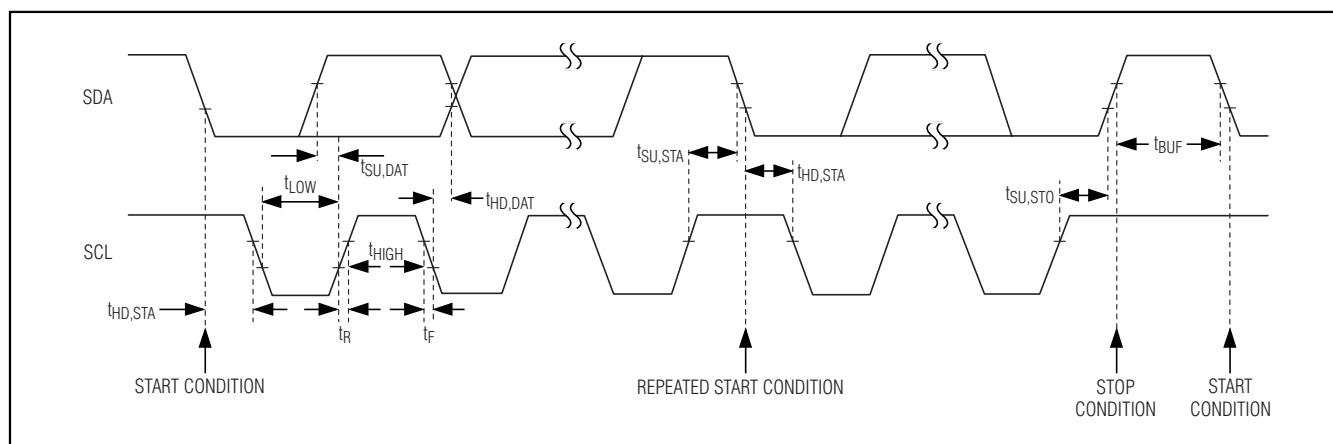 SDA
tSU,DAT
tLOW
tHD,DAT
tSU,STA
tHD,STA
tBUF
tSU,STO
SCL
tHIGH
tHD,STA
tR
tF
START CONDITION
REPEATED START CONDITION
STOP
CONDITION
START
CONDITION